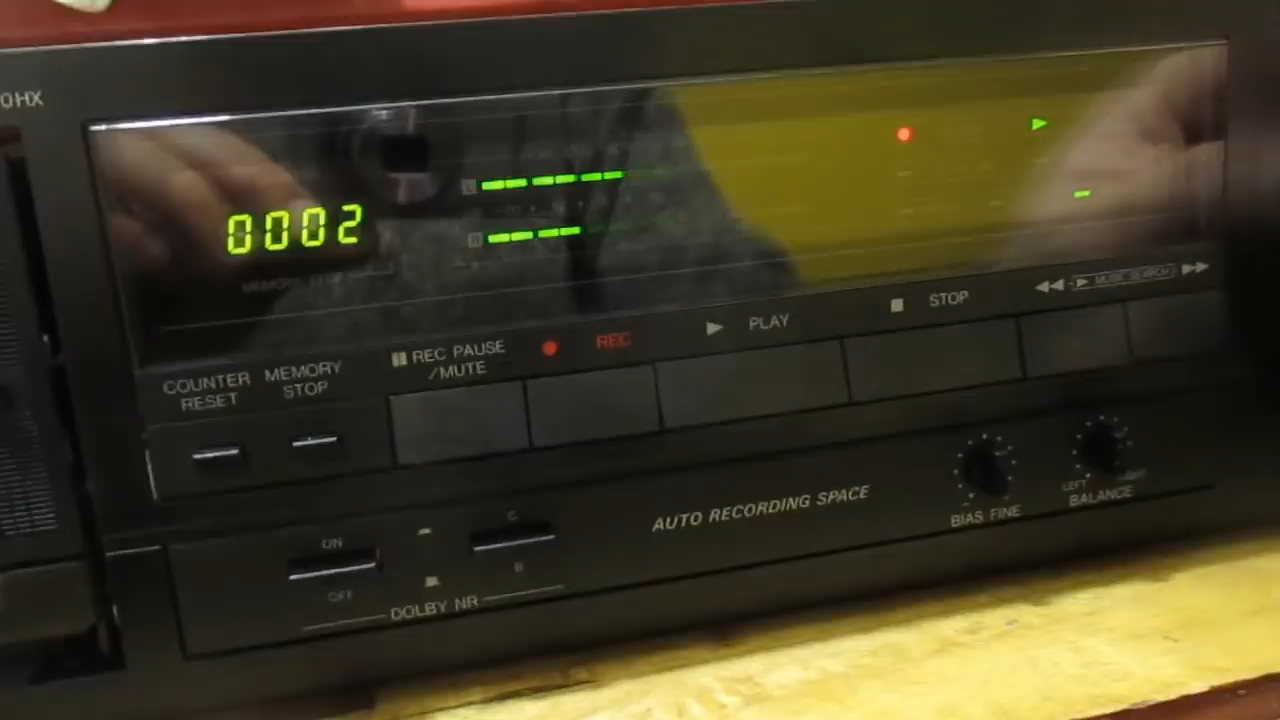 0HX
0002
L
R
MEMORY STOP
COUNTER
RESET
MEMORY
STOP
REC PAUSE
/MUTE
REC
PLAY
STOP
MUSIC SEARCH
ON
OFF
C
B
DOLBY NR
AUTO RECORDING SPACE
BIAS FINE
LEFT
RIGHT
BALANCE